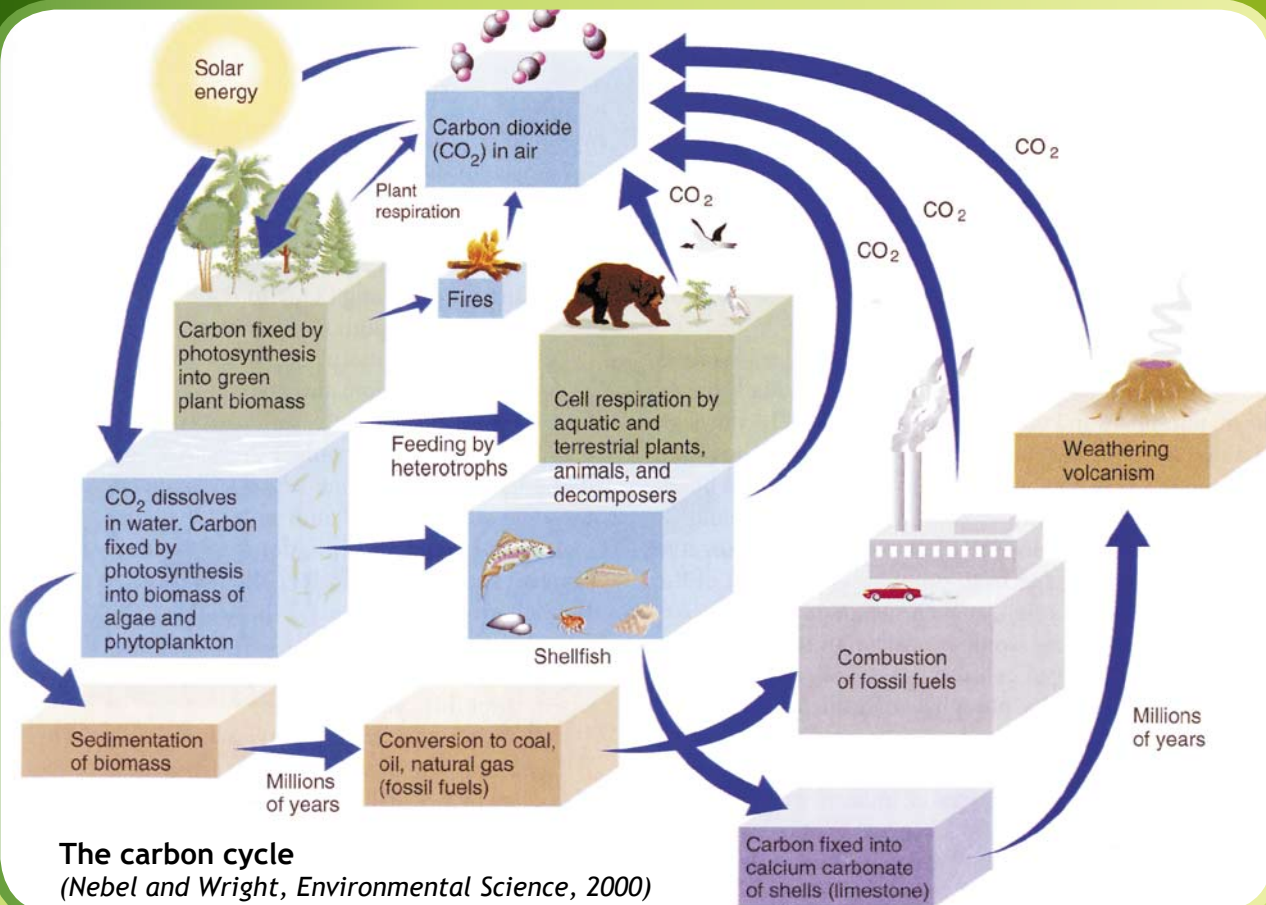 Solar
energy
Carbon dioxide
(CO₂) in air
Plant
respiration
CO₂
CO₂
CO₂
CO₂
Fires
Carbon fixed by
photosynthesis
into green
plant biomass
Feeding by
heterotrophs
Cell respiration by
aquatic and
terrestrial plants,
animals, and
decomposers
Weathering
volcanism
CO₂ dissolves
in water. Carbon
fixed by
photosynthesis
into biomass of
algae and
phytoplankton
Shellfish
Combustion
of fossil fuels
Sedimentation
of biomass
Millions
of years
Conversion to coal,
oil, natural gas
(fossil fuels)
Millions
of years
Carbon fixed into
calcium carbonate
of shells (limestone)
The carbon cycle
(Nebel and Wright, Environmental Science, 2000)